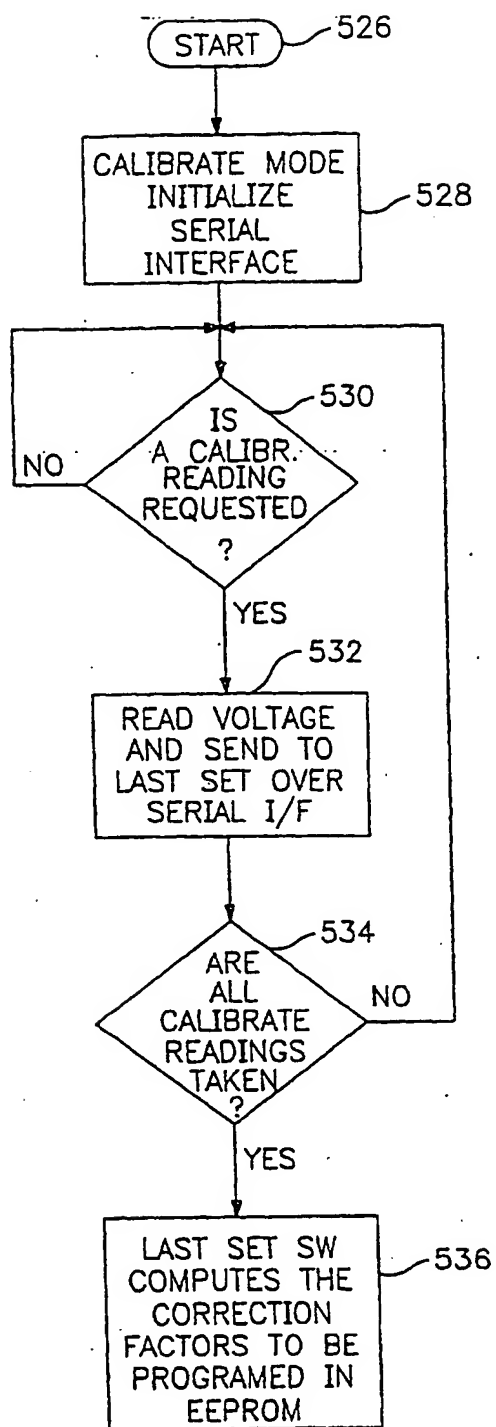 START
526
CALIBRATE MODE
INITIALIZE
SERIAL
INTERFACE
528
530
IS
A CALIBR.
READING
REQUESTED
?
NO
YES
532
READ VOLTAGE
AND SEND TO
LAST SET OVER
SERIAL I/F
534
ARE
ALL
CALIBRATE
READINGS
TAKEN
?
NO
YES
LAST SET SW
COMPUTES THE
CORRECTION
FACTORS TO BE
PROGRAMED IN
EEPROM
536